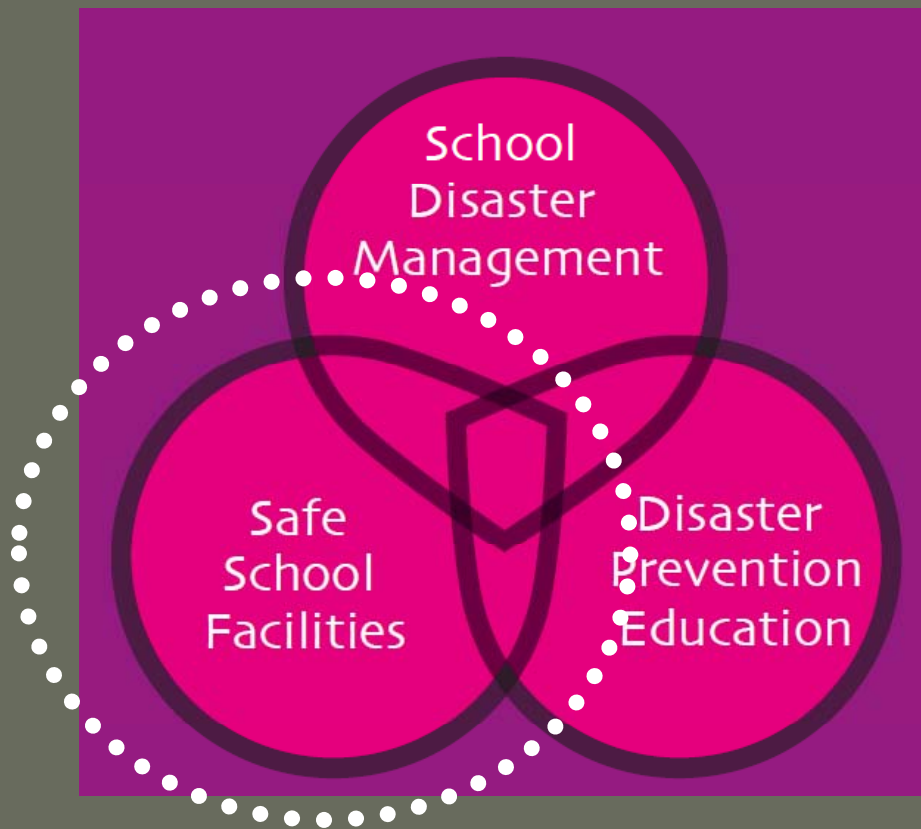 School
Disaster
Management
Safe
School
Facilities
Disaster
Prevention
Education